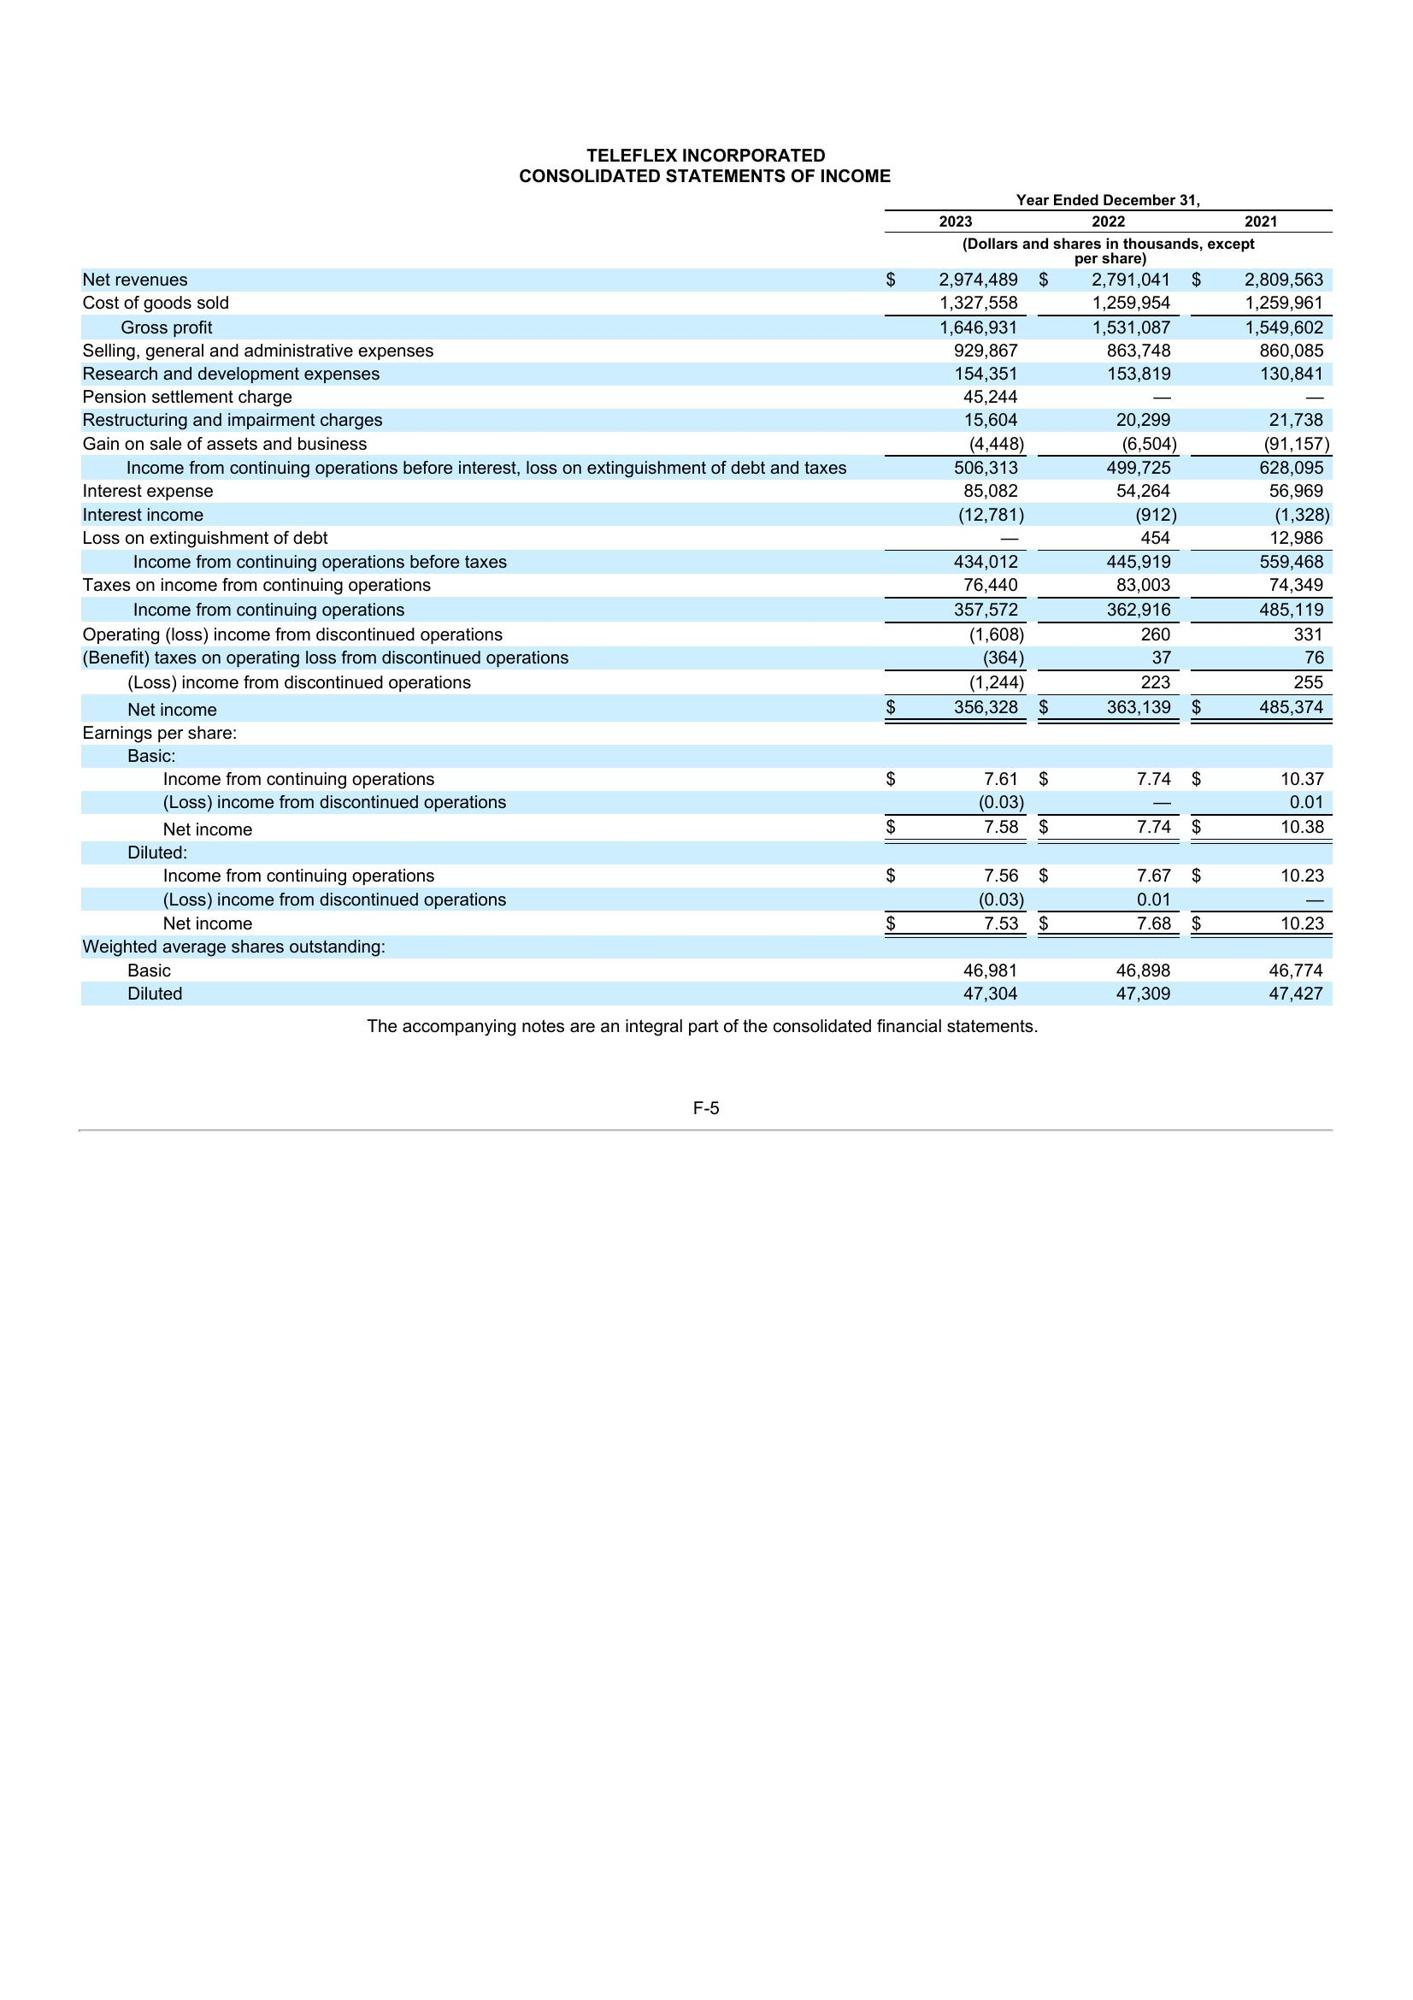 TELEFLEX INCORPORATED
CONSOLIDATED STATEMENTS OF INCOME
Year Ended December 31,
2023 2022 2021
(Dollars and shares in thousands, except
per share)
Net revenues $ 2,974,489 $ 2,791,041 $ 2,809,563
Cost of goods sold 1,327,558 1,259,954 1,259,961
Gross profit 1,646,931 1,531,087 1,549,602
Selling, general and administrative expenses 929,867 863,748 860,085
Research and development expenses 154,351 153,819 130,841
Pension settlement charge 45,244 — —
Restructuring and impairment charges 15,604 20,299 21,738
Gain on sale of assets and business (4,448) (6,504) (91,157)
Income from continuing operations before interest, loss on extinguishment of debt and taxes 506,313 499,725 628,095
Interest expense 85,082 54,264 56,969
Interest income (12,781) (912) (1,328)
Loss on extinguishment of debt — 454 12,986
Income from continuing operations before taxes 434,012 445,919 559,468
Taxes on income from continuing operations 76,440 83,003 74,349
Income from continuing operations 357,572 362,916 485,119
Operating (loss) income from discontinued operations (1,608) 260 331
(Benefit) taxes on operating loss from discontinued operations (364) 37 76
(Loss) income from discontinued operations (1,244) 223 255
Net income $ 356,328 $ 363,139 $ 485,374
Earnings per share:
Basic:
Income from continuing operations $ 7.61 $ 7.74 $ 10.37
(Loss) income from discontinued operations (0.03) — 0.01
Net income $ 7.58 $ 7.74 $ 10.38
Diluted:
Income from continuing operations $ 7.56 $ 7.67 $ 10.23
(Loss) income from discontinued operations (0.03) 0.01 —
Net income $ 7.53 $ 7.68 $ 10.23
Weighted average shares outstanding:
Basic 46,981 46,898 46,774
Diluted 47,304 47,309 47,427
The accompanying notes are an integral part of the consolidated financial statements.
F-5